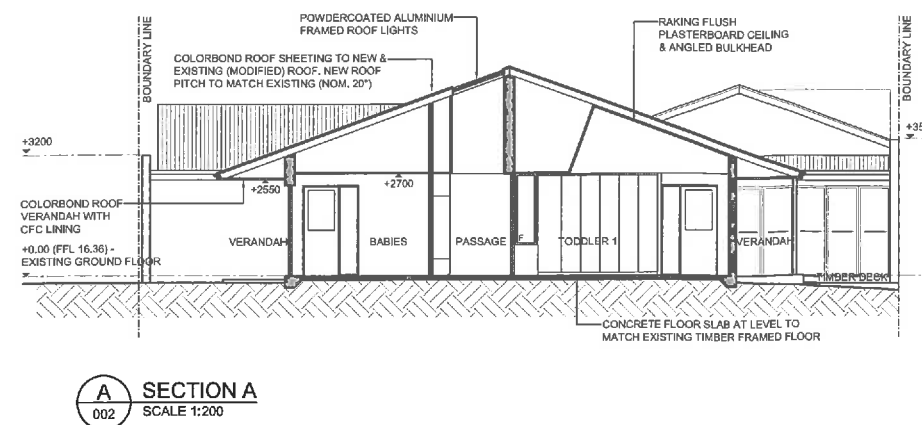 POWDERCOATED ALUMINIUM
FRAMED ROOF LIGHTS
RAKING FLUSH
PLASTERBOARD CEILING
& ANGLED BULKHEAD
BOUNDARY LINE
BOUNDARY LINE
COLORBOND ROOF SHEETING TO NEW &
EXISTING (MODIFIED) ROOF. NEW ROOF
PITCH TO MATCH EXISTING (NOM. 20°)
+3200
+35
+2550
+2700
COLORBOND ROOF
VERANDAH WITH
CFC LINING
+0.00 (FFL 16.36) -
EXISTING GROUND FLOOR
VERANDAH
BABIES
PASSAGE
F
TODDLER 1
VERANDAH
TIMBER DECK
CONCRETE FLOOR SLAB AT LEVEL TO
MATCH EXISTING TIMBER FRAMED FLOOR
A
002
SECTION A
SCALE 1:200